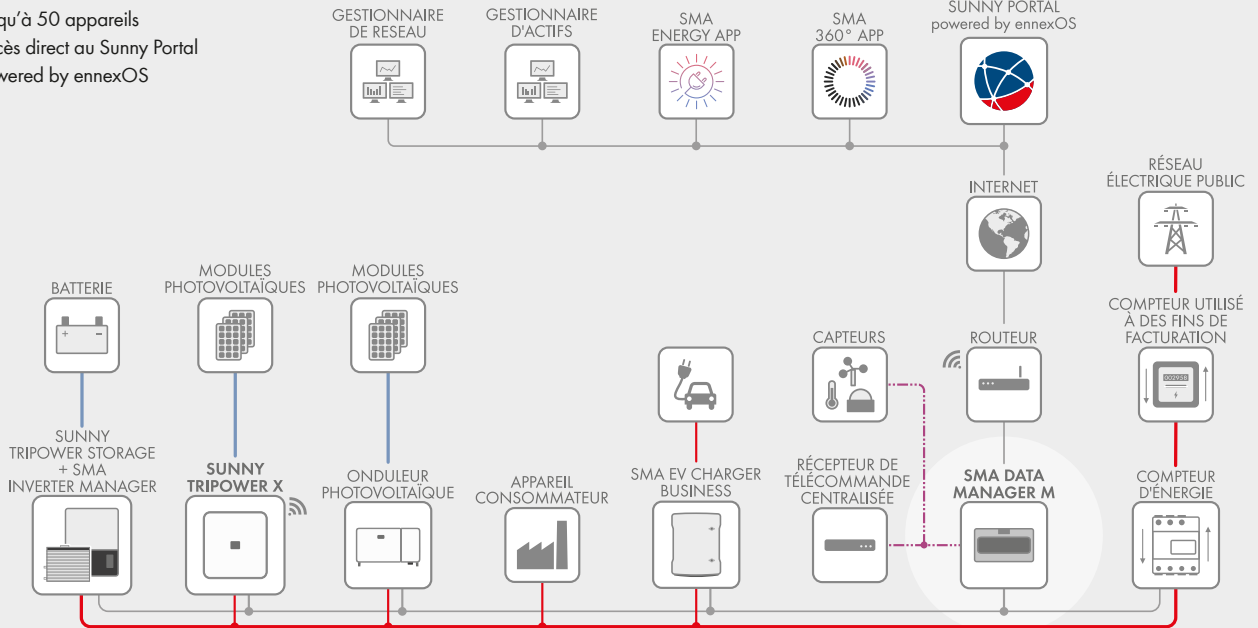 qu'à 50 appareils
cès direct au Sunny Portal
wered by ennexOS
GESTIONNAIRE
DE RESEAU
GESTIONNAIRE
D'ACTIFS
SMA
ENERGY APP
SMA
360° APP
SUNNY PORTAL
powered by ennexOS
INTERNET
RÉSEAU
ÉLECTRIQUE PUBLIC
BATTERIE
MODULES
PHOTOVOLTAÏQUES
MODULES
PHOTOVOLTAÏQUES
CAPTEURS
ROUTEUR
COMPTEUR UTILISÉ
À DES FINS DE
FACTURATION
SUNNY
TRIPOWER STORAGE
+ SMA
INVERTER MANAGER
SUNNY
TRIPOWER X
ONDULEUR
PHOTOVOLTAÏQUE
APPAREIL
CONSOMMATEUR
SMA EV CHARGER
BUSINESS
RÉCEPTEUR DE
TÉLÉCOMMANDE
CENTRALISÉE
SMA DATA
MANAGER M
COMPTEUR
D'ÉNERGIE